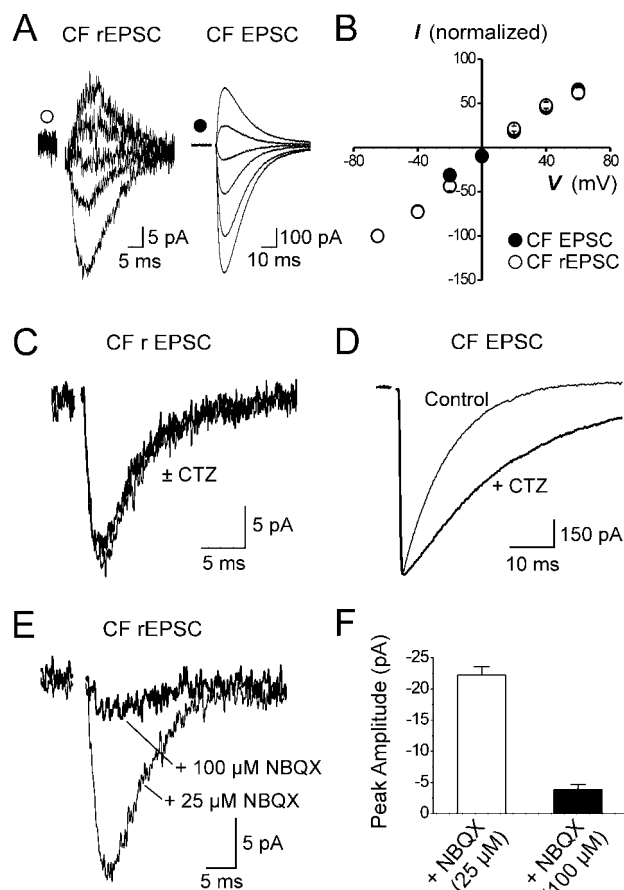 A
CF rEPSC
CF EPSC
5 pA
5 ms
100 pA
10 ms
B
I (normalized)
100
50
-80
-40
40
80
V (mV)
-50
-100
-150
CF EPSC
CF rEPSC
C
CF r EPSC
± CTZ
5 pA
5 ms
D
CF EPSC
Control
+ CTZ
150 pA
10 ms
E
CF rEPSC
+ 100 µM NBQX
+ 25 µM NBQX
5 pA
5 ms
F
Peak Amplitude (pA)
-25
-20
-15
-10
-5
0
+ NBQX
(25 µM)
+ NBQX
(100 µM)